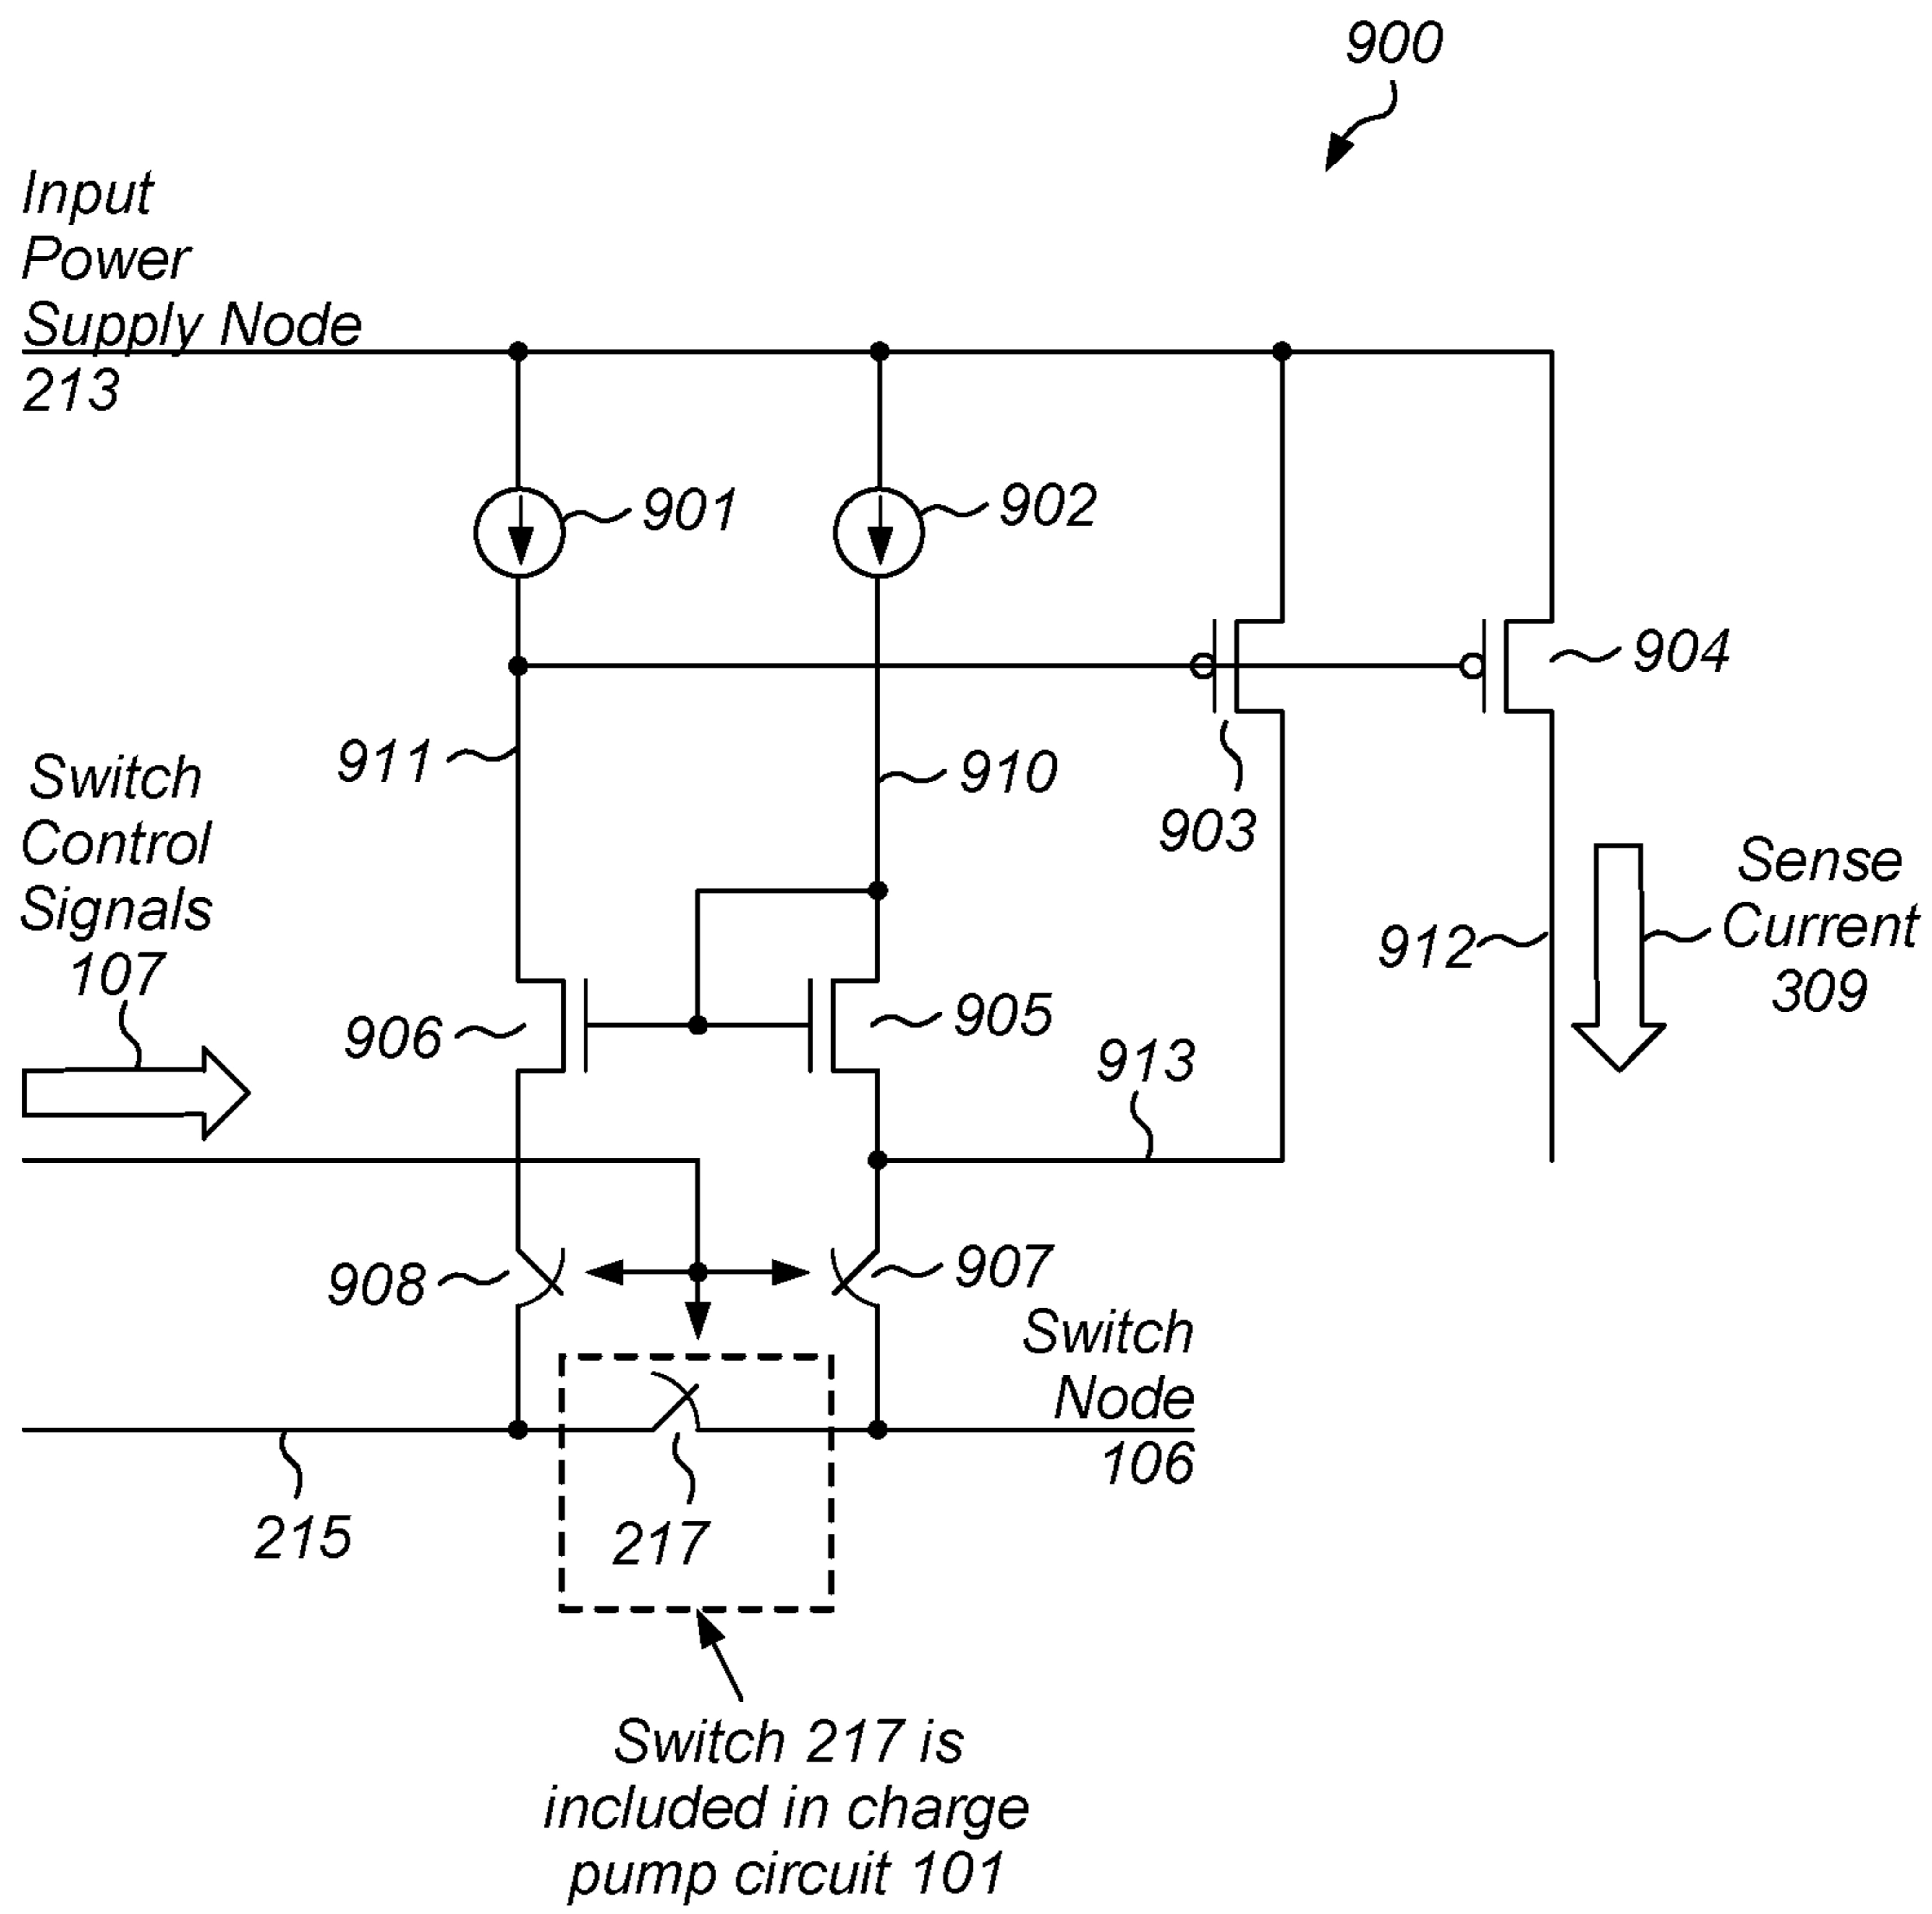 900
Input
Power
Supply Node
213
901
902
904
911
910
903
Switch
Control
Signals
107
Sense
Current
309
912
906
905
913
908
907
Switch
Node
106
215
217
Switch 217 is
included in charge
pump circuit 101